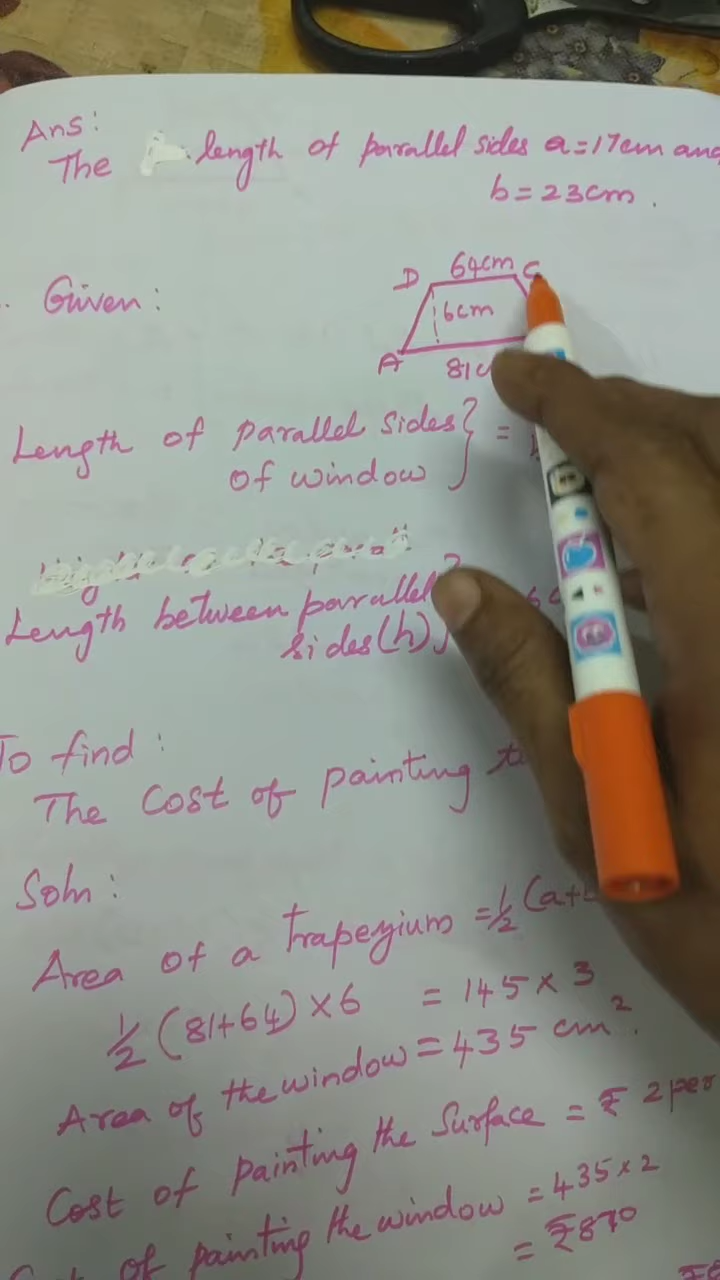 Ans:
The length of parallel sides a=17cm and
b=23cm.
Given:
D 64cm C
6cm
A 81c
Length of parallel sides
of window } =
Length between parallel
sides(h) }
To find:
The Cost of painting
Soln:
Area of a trapezium = ½ (a+
½ (81+64) × 6 = 145 × 3
Area of the window = 435 cm².
Cost of painting the Surface = ₹ 2 per
Cost of painting the window = 435 × 2
= ₹870